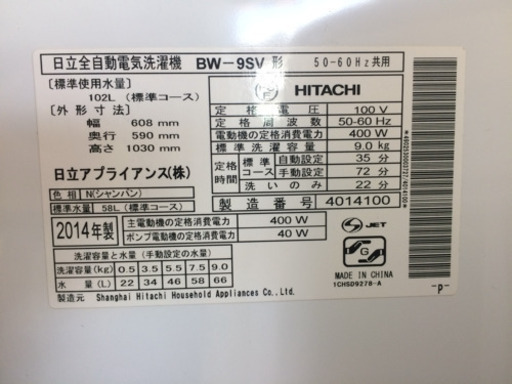 日立全自動電気洗濯機 BW-9SV 形 50-60Hz共用
[標準使用水量]
102L (標準コース)
[外形寸法]
幅 608 mm
奥行 590 mm
高さ 1030 mm
日立アプライアンス(株)
色相 N(シャンパン)
標準水量 58L (標準コース)
PS E
HITACHI
定格電圧 100 V
定格周波数 50-60 Hz
電動機の定格消費電力 400 W
標準洗濯容量 9.0 kg
定格時間 標準コース 自動設定 35 分
手動設定 72 分
洗いのみ 22 分
製造番号 4014100
2014年製
主電動機の定格消費電力 400 W
ポンプ電動機の定格消費電力 40 W
洗濯容量と水量 (手動設定の水量)
洗濯容量(kg) 0.5 3.5 5.5 7.5 9.0
水量(L) 22 34 46 58 66
製造元 Shanghai Hitachi Household Appliances Co.,Ltd.
S JET
G
MADE IN CHINA
1CHSD9278-A
-P-